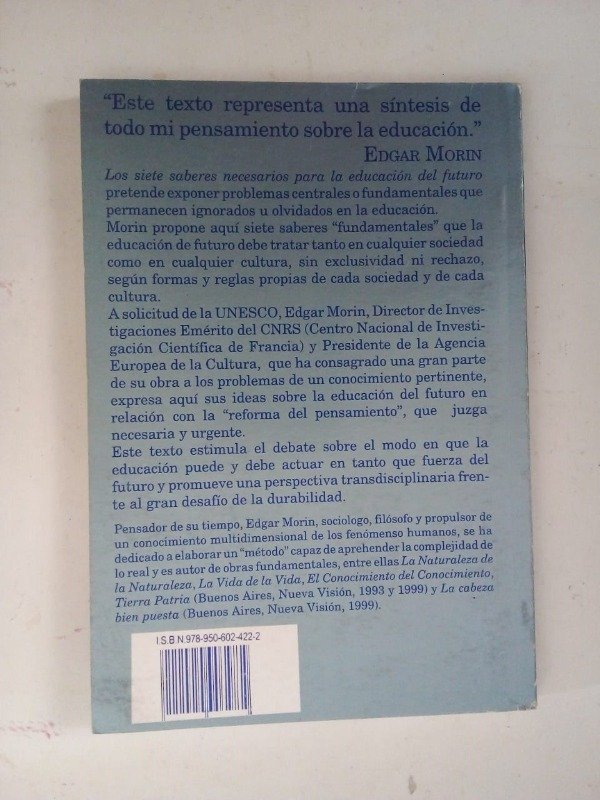 “Este texto representa una síntesis de
todo mi pensamiento sobre la educación.”
EDGAR MORIN
Los siete saberes necesarios para la educación del futuro
pretende exponer problemas centrales o fundamentales que
permanecen ignorados u olvidados en la educación.
Morin propone aquí siete saberes “fundamentales” que la
educación de futuro debe tratar tanto en cualquier sociedad
como en cualquier cultura, sin exclusividad ni rechazo,
según formas y reglas propias de cada sociedad y de cada
cultura.
A solicitud de la UNESCO, Edgar Morin, Director de Inves-
tigaciones Emérito del CNRS (Centro Nacional de Investi-
gación Científica de Francia) y Presidente de la Agencia
Europea de la Cultura, que ha consagrado una gran parte
de su obra a los problemas de un conocimiento pertinente,
expresa aquí sus ideas sobre la educación del futuro en
relación con la “reforma del pensamiento”, que juzga
necesaria y urgente.
Este texto estimula el debate sobre el modo en que la
educación puede y debe actuar en tanto que fuerza del
futuro y promueve una perspectiva transdisciplinaria fren-
te al gran desafío de la durabilidad.
Pensador de su tiempo, Edgar Morin, sociologo, filósofo y propulsor de
un conocimiento multidimensional de los fenómenso humanos, se ha
dedicado a elaborar un “método” capaz de aprehender la complejidad de
lo real y es autor de obras fundamentales, entre ellas La Naturaleza de
la Naturaleza, La Vida de la Vida, El Conocimiento del Conocimiento,
Tierra Patria (Buenos Aires, Nueva Visión, 1993 y 1999) y La cabeza
bien puesta (Buenos Aires, Nueva Visión, 1999).
I.S.B N.978-950-602-422-2